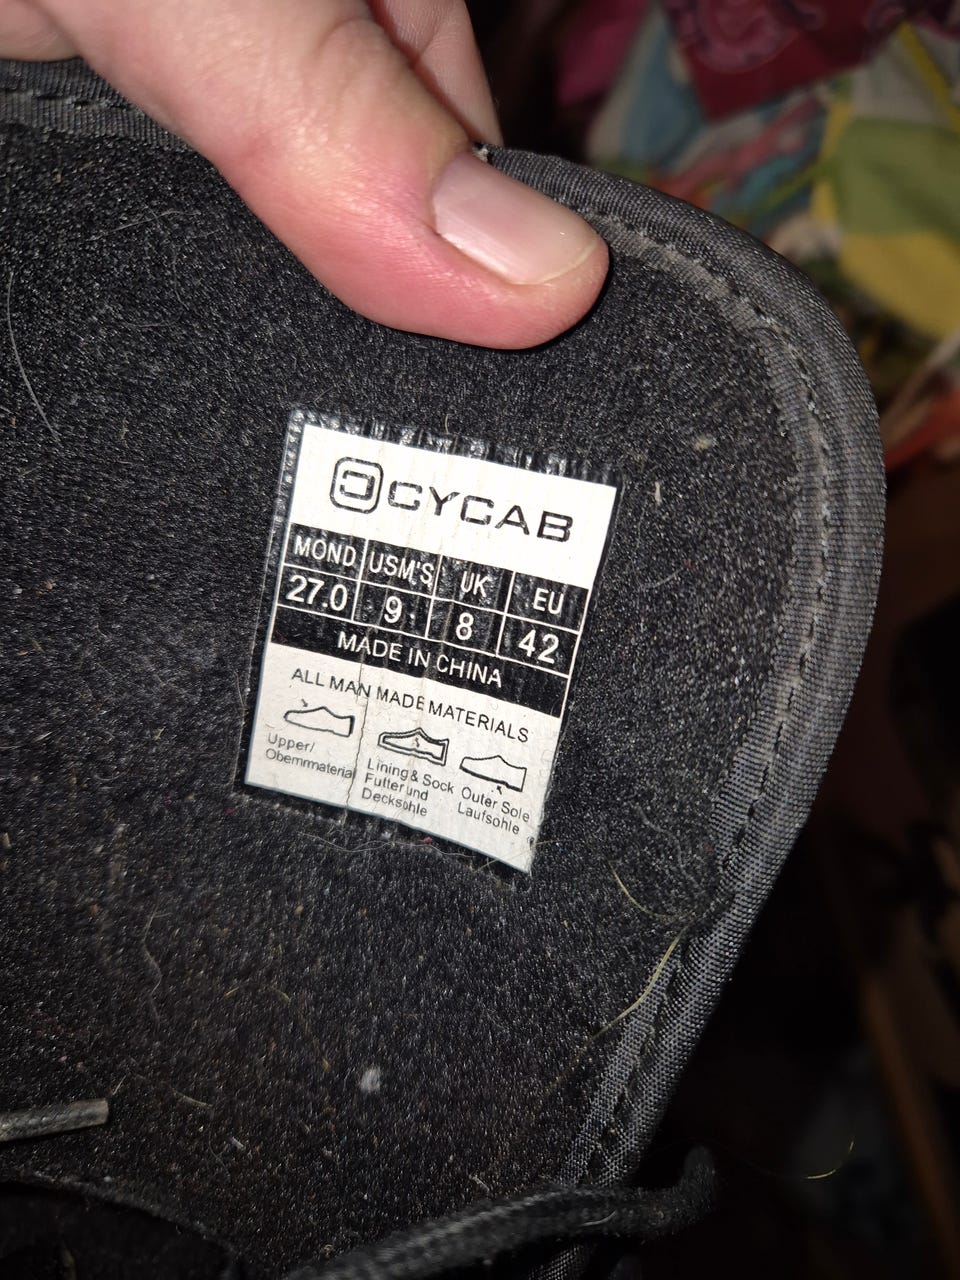 CYCAB
MOND USM'S UK EU
27.0 9 8 42
MADE IN CHINA
ALL MAN MADE MATERIALS
Upper/
Obernmaterial
Lining & Sock
Futter und
Decksohle
Outer Sole
Laufsohle